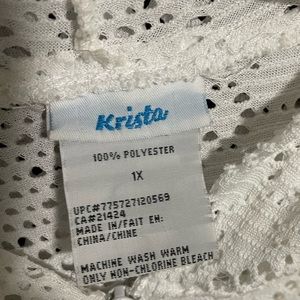 Krista
100% POLYESTER
1X
UPC#775727120569
CA#21424
MADE IN/FAIT EN:
CHINA/CHINE
MACHINE WASH WARM
ONLY NON-CHLORINE BLEACH